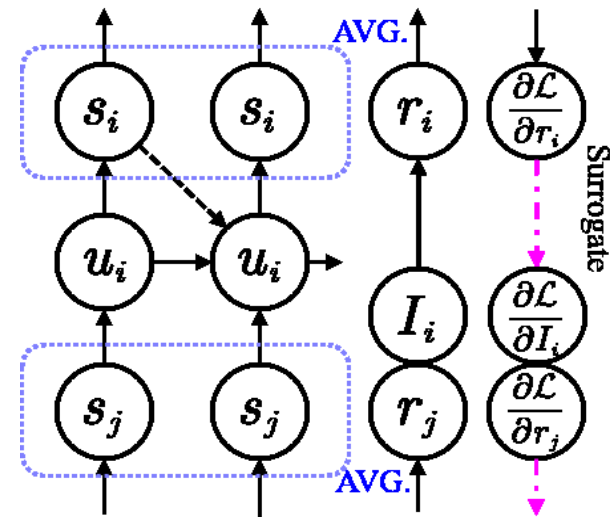 AVG.
s_i s_i r_i ∂L/∂r_i
Surrogate
u_i u_i
I_i ∂L/∂I_i
s_j s_j r_j ∂L/∂r_j
AVG.